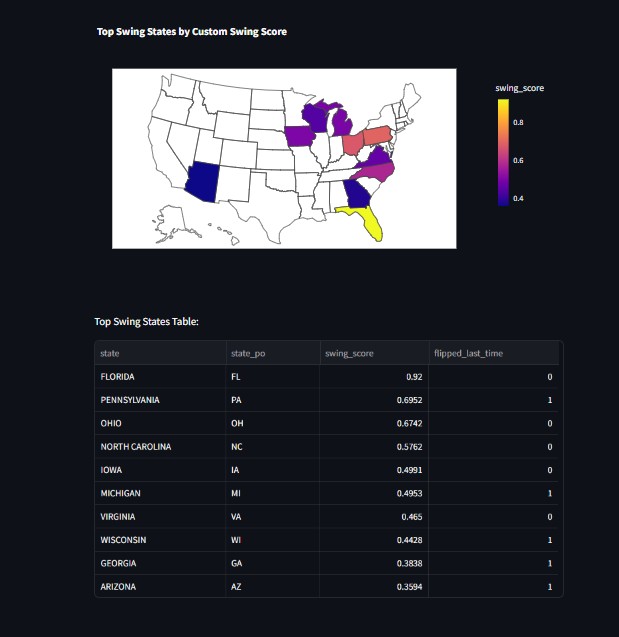 Top Swing States by Custom Swing Score
swing_score
0.8
0.6
0.4
Top Swing States Table:
state state_po swing_score flipped_last_time
FLORIDA FL 0.92 0
PENNSYLVANIA PA 0.6952 1
OHIO OH 0.6742 0
NORTH CAROLINA NC 0.5762 0
IOWA IA 0.4991 0
MICHIGAN MI 0.4953 1
VIRGINIA VA 0.465 0
WISCONSIN WI 0.4428 1
GEORGIA GA 0.3838 1
ARIZONA AZ 0.3594 1